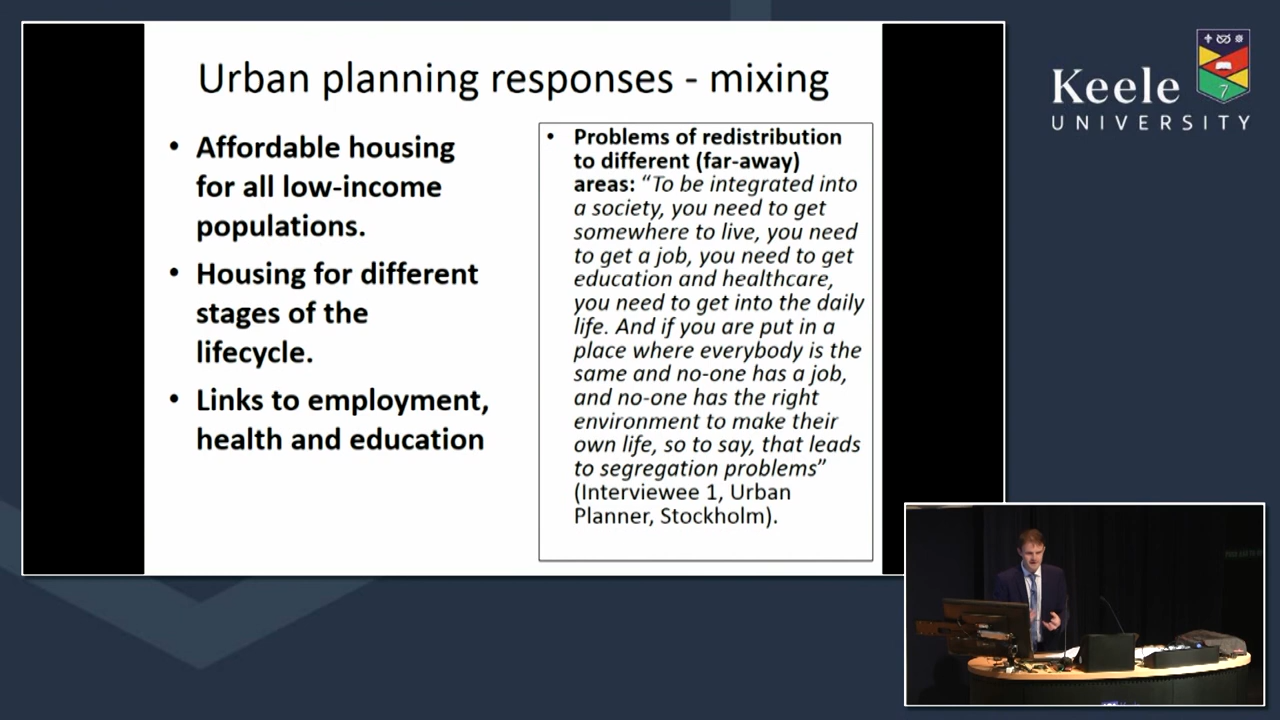 Urban planning responses - mixing
• Affordable housing
for all low-income
populations.
• Housing for different
stages of the
lifecycle.
• Links to employment,
health and education
• Problems of redistribution
to different (far-away)
areas: “To be integrated into
a society, you need to get
somewhere to live, you need
to get a job, you need to get
education and healthcare,
you need to get into the daily
life. And if you are put in a
place where everybody is the
same and no-one has a job,
and no-one has the right
environment to make their
own life, so to say, that leads
to segregation problems”
(Interviewee 1, Urban
Planner, Stockholm).
Keele
UNIVERSITY